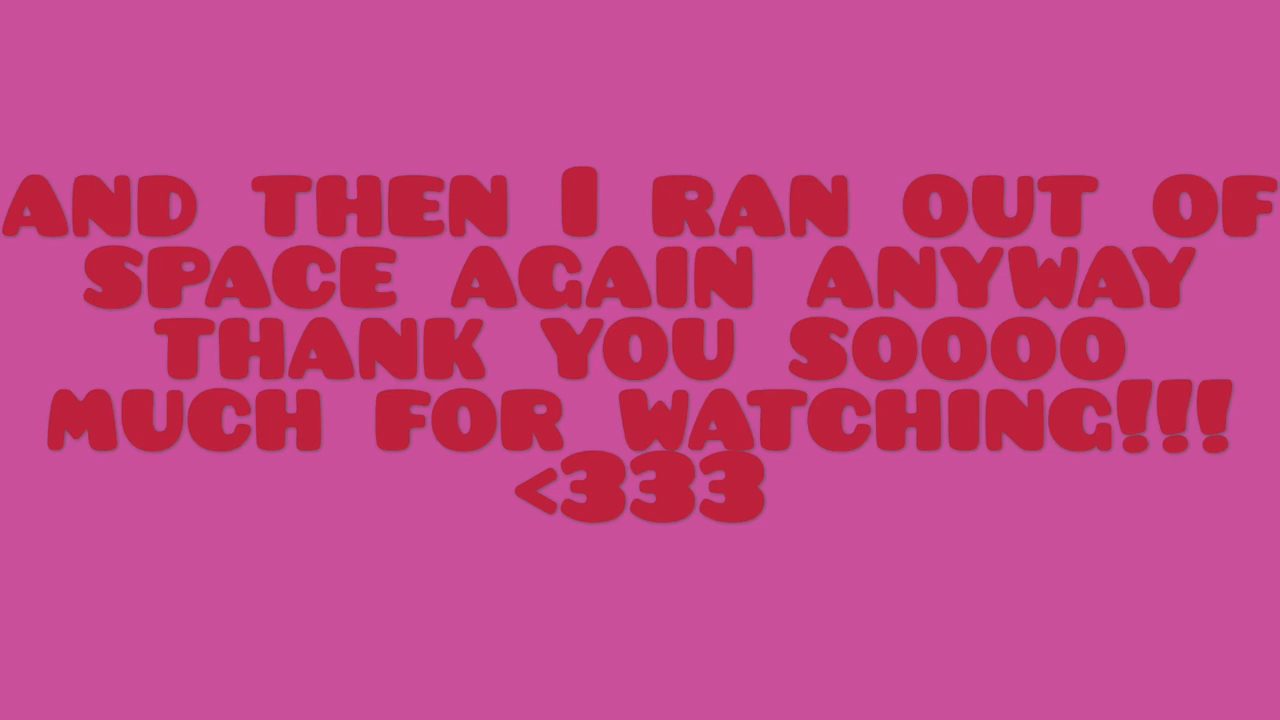 AND THEN I RAN OUT OF
SPACE AGAIN ANYWAY
THANK YOU SOOOO
MUCH FOR WATCHING!!!
<333